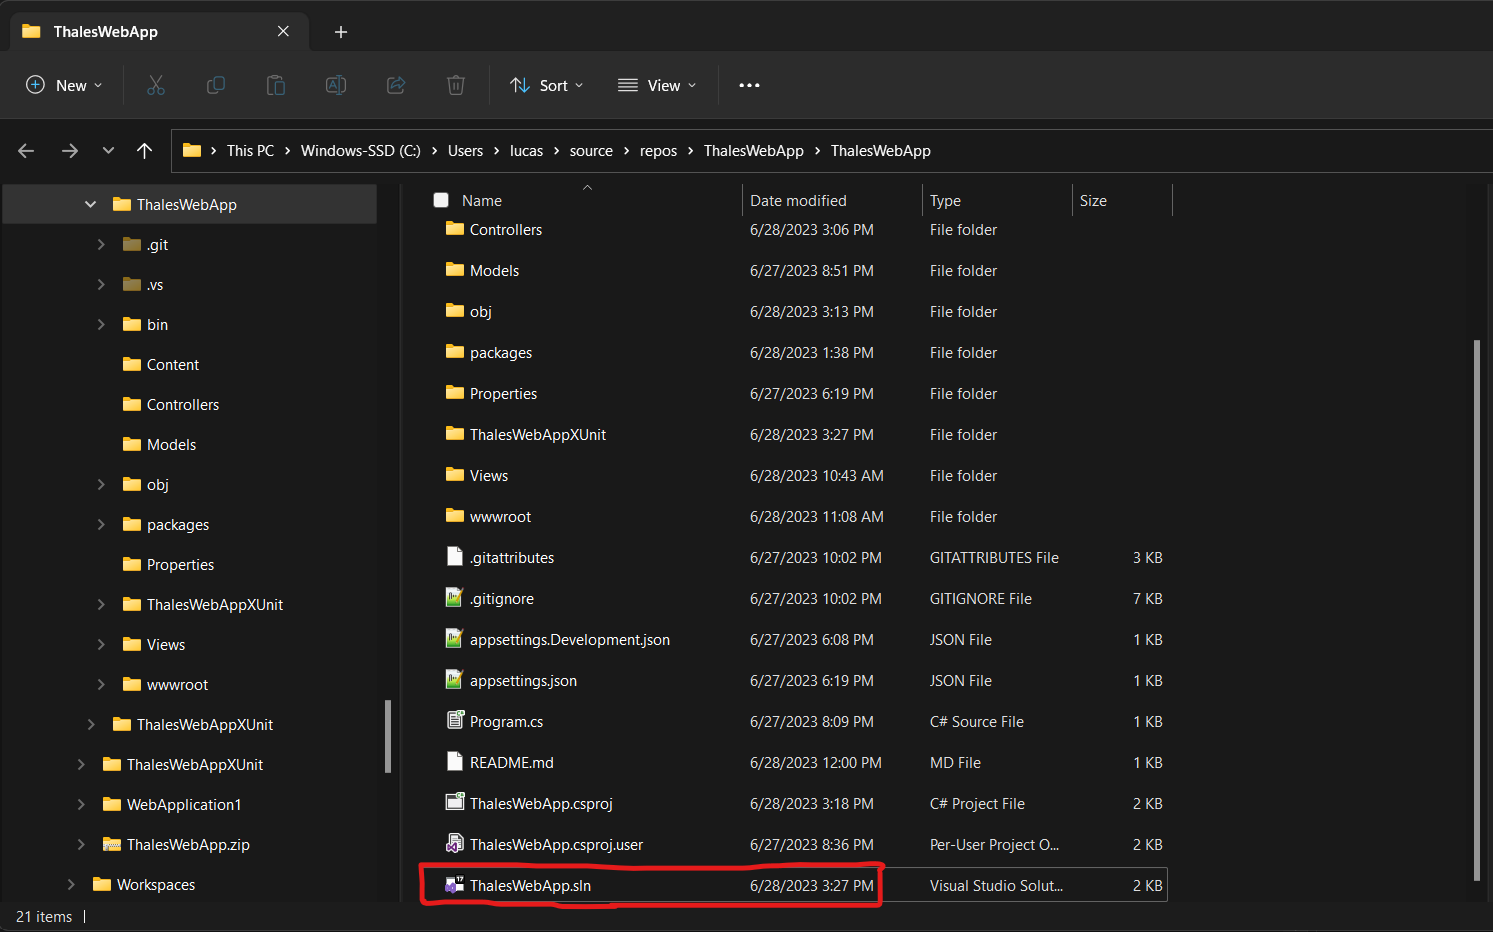 ThalesWebApp
New
Sort
View
This PC > Windows-SSD (C:) > Users > lucas > source > repos > ThalesWebApp > ThalesWebApp
ThalesWebApp
.git
.vs
bin
Content
Controllers
Models
obj
packages
Properties
ThalesWebAppXUnit
Views
wwwroot
ThalesWebAppXUnit
ThalesWebAppXUnit
WebApplication1
ThalesWebApp.zip
Workspaces
Name Date modified Type Size
Controllers 6/28/2023 3:06 PM File folder
Models 6/27/2023 8:51 PM File folder
obj 6/28/2023 3:13 PM File folder
packages 6/28/2023 1:38 PM File folder
Properties 6/27/2023 6:19 PM File folder
ThalesWebAppXUnit 6/28/2023 3:27 PM File folder
Views 6/28/2023 10:43 AM File folder
wwwroot 6/28/2023 11:08 AM File folder
.gitattributes 6/27/2023 10:02 PM GITATTRIBUTES File 3 KB
.gitignore 6/27/2023 10:02 PM GITIGNORE File 7 KB
appsettings.Development.json 6/27/2023 6:08 PM JSON File 1 KB
appsettings.json 6/27/2023 6:19 PM JSON File 1 KB
Program.cs 6/27/2023 8:09 PM C# Source File 1 KB
README.md 6/28/2023 12:00 PM MD File 1 KB
ThalesWebApp.csproj 6/28/2023 3:18 PM C# Project File 2 KB
ThalesWebApp.csproj.user 6/27/2023 8:36 PM Per-User Project O... 2 KB
ThalesWebApp.sln 6/28/2023 3:27 PM Visual Studio Solut... 2 KB
21 items